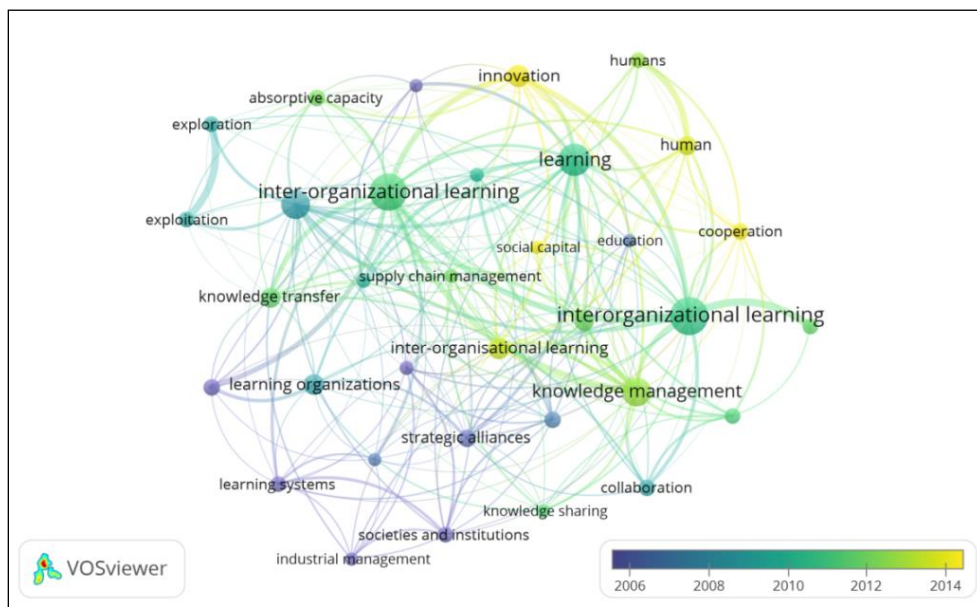 humans
innovation
absorptive capacity
exploration
human
learning
inter-organizational learning
exploitation
cooperation
education
social capital
supply chain management
knowledge transfer
interorganizational learning
inter-organisational learning
learning organizations
knowledge management
strategic alliances
learning systems
collaboration
knowledge sharing
societies and institutions
industrial management
VOSviewer
2006 2008 2010 2012 2014